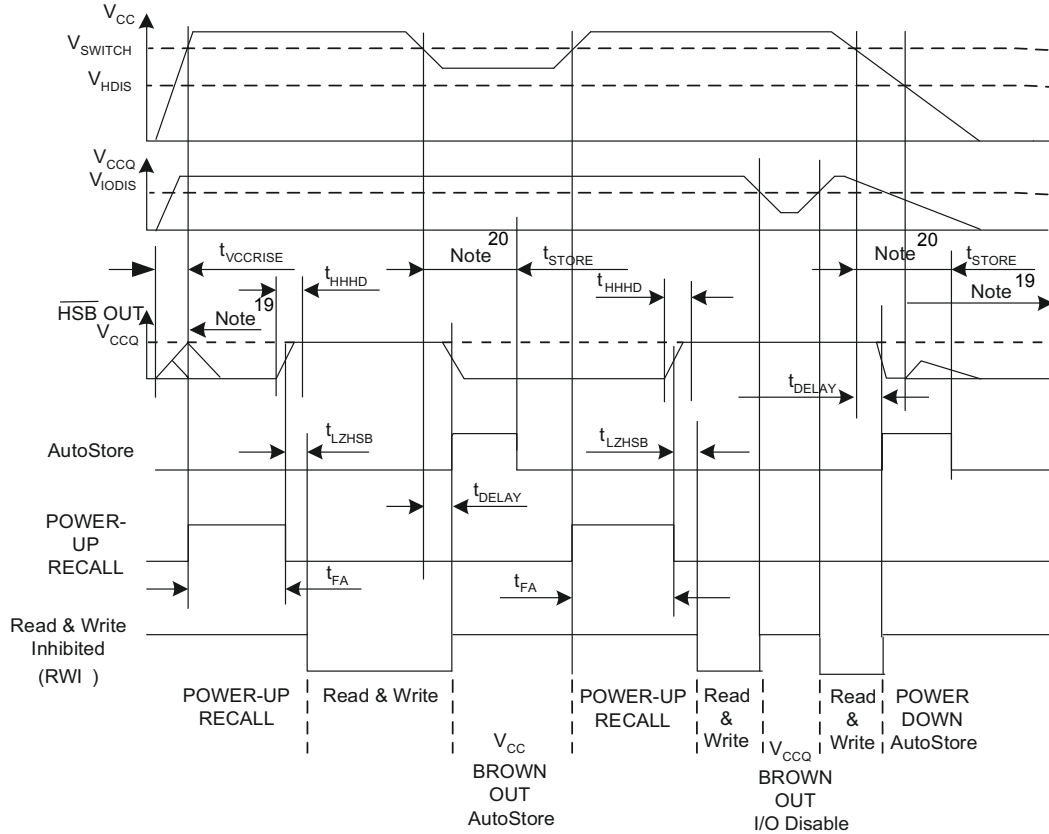 VCC
VSWITCH
VHDIS
VCCQ
VIODIS
tVCCRISE
Note 20
tSTORE
Note 20
tSTORE
tHHHD
tHHHD
Note 19
HSB OUT
Note 19
VCCQ
tDELAY
tLZHSB
tLZHSB
AutoStore
tDELAY
POWER-
UP
RECALL
tFA
tFA
Read & Write
Inhibited
(RWI )
POWER-UP
RECALL
Read & Write
VCC
BROWN
OUT
AutoStore
POWER-UP
RECALL
Read
&
Write
VCCQ
BROWN
OUT
I/O Disable
Read
&
Write
POWER
DOWN
AutoStore